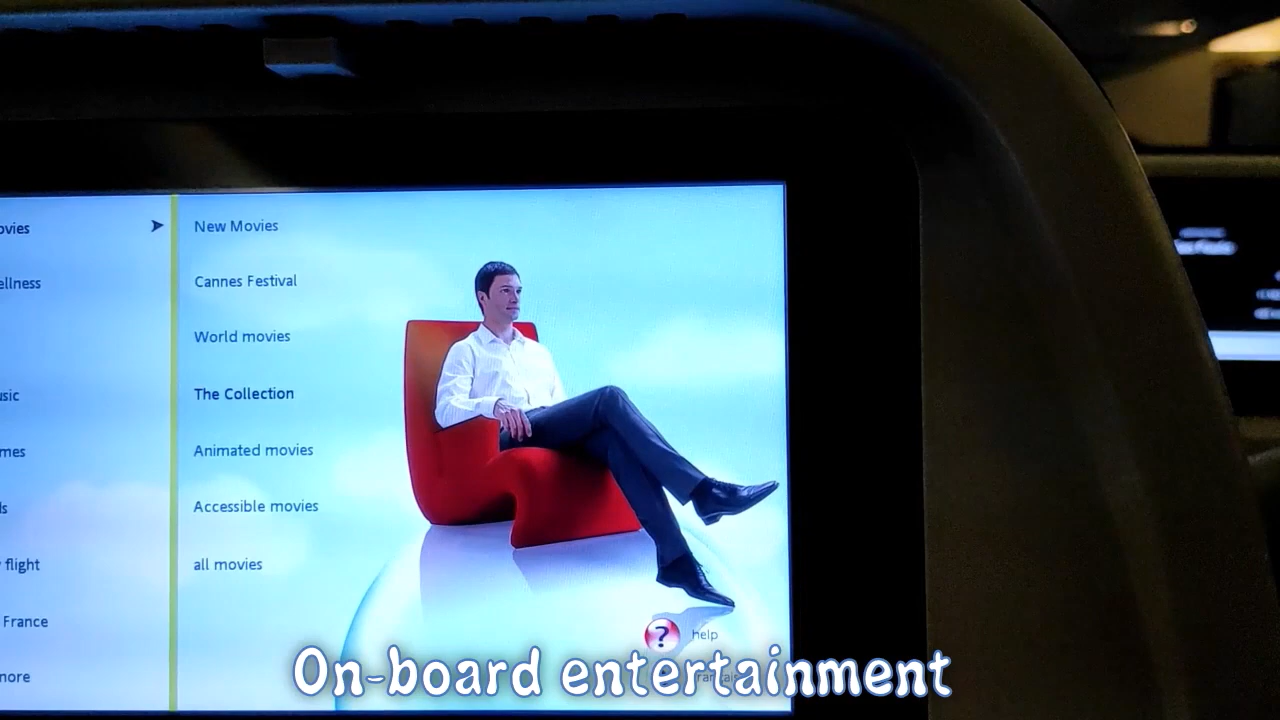 ovies
New Movies
ellness
Cannes Festival
World movies
usic
The Collection
mes
Animated movies
ls
Accessible movies
flight
all movies
France
help
more
On-board entertainment